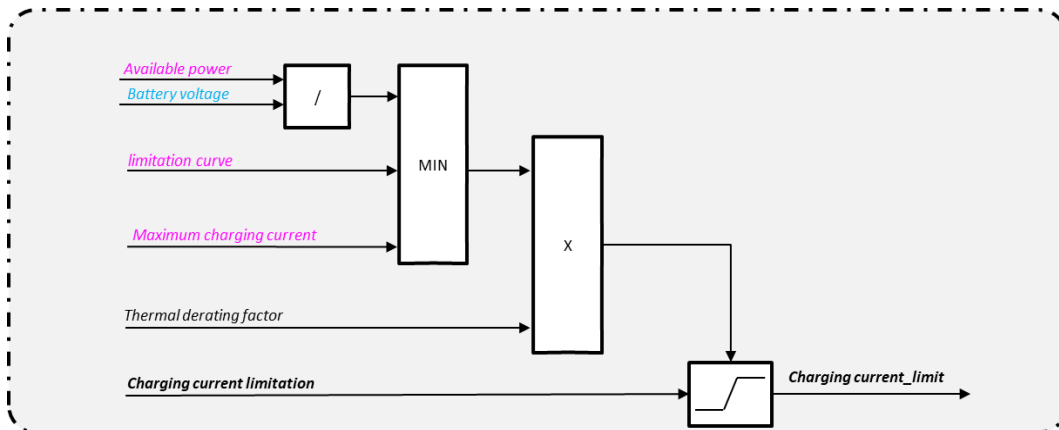 Available power
Battery voltage
/
limitation curve
MIN
Maximum charging current
X
Thermal derating factor
Charging current limitation
Charging current_limit